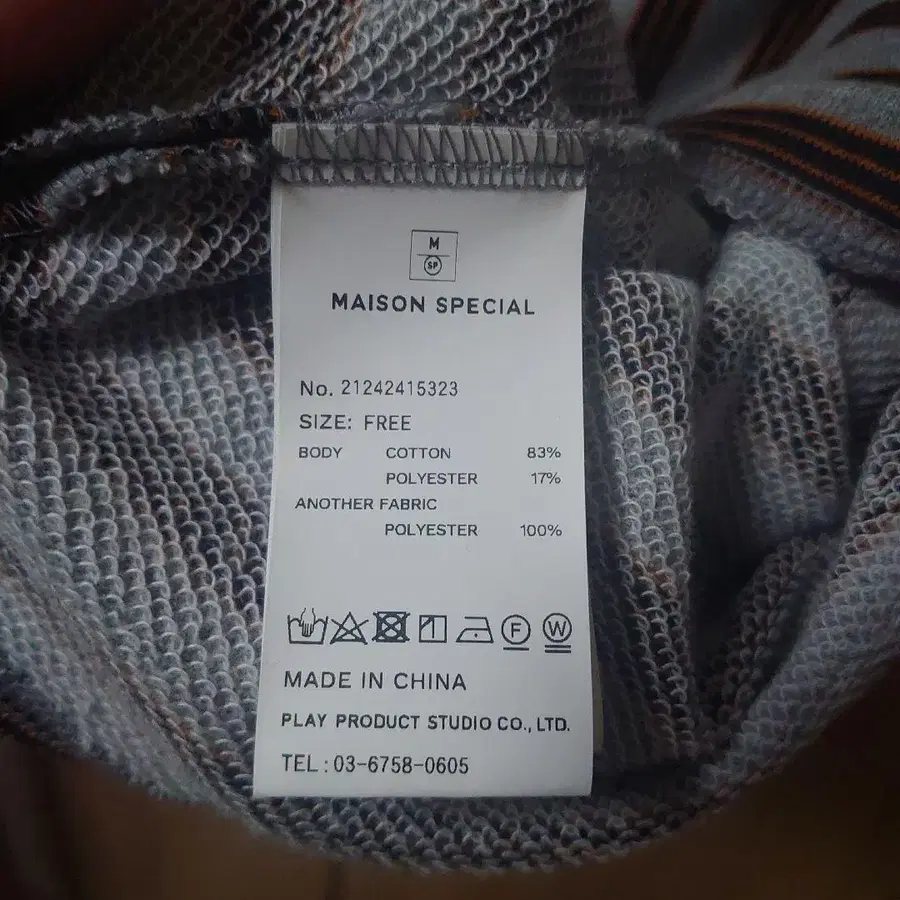 M
SP
MAISON SPECIAL
No. 21242415323
SIZE: FREE
BODY COTTON 83%
POLYESTER 17%
ANOTHER FABRIC
POLYESTER 100%
F W
MADE IN CHINA
PLAY PRODUCT STUDIO CO., LTD.
TEL : 03-6758-0605